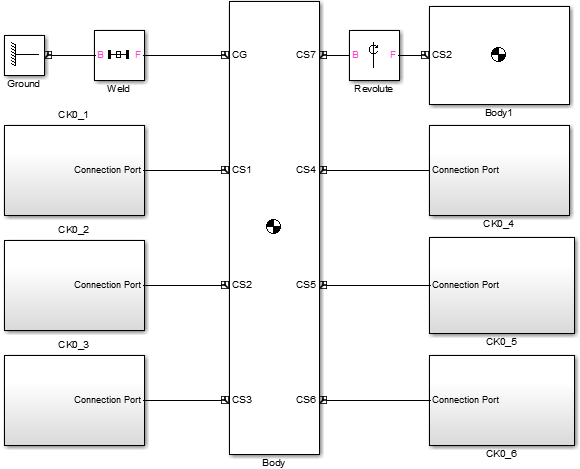 B F CG CS7 B F CS2
Ground Weld Revolute Body1
CK0_1
Connection Port CS1 CS4 Connection Port
CK0_2 CK0_4
Connection Port CS2 CS5 Connection Port
CK0_3 CK0_5
Connection Port CS3 CS6 Connection Port
Body CK0_6